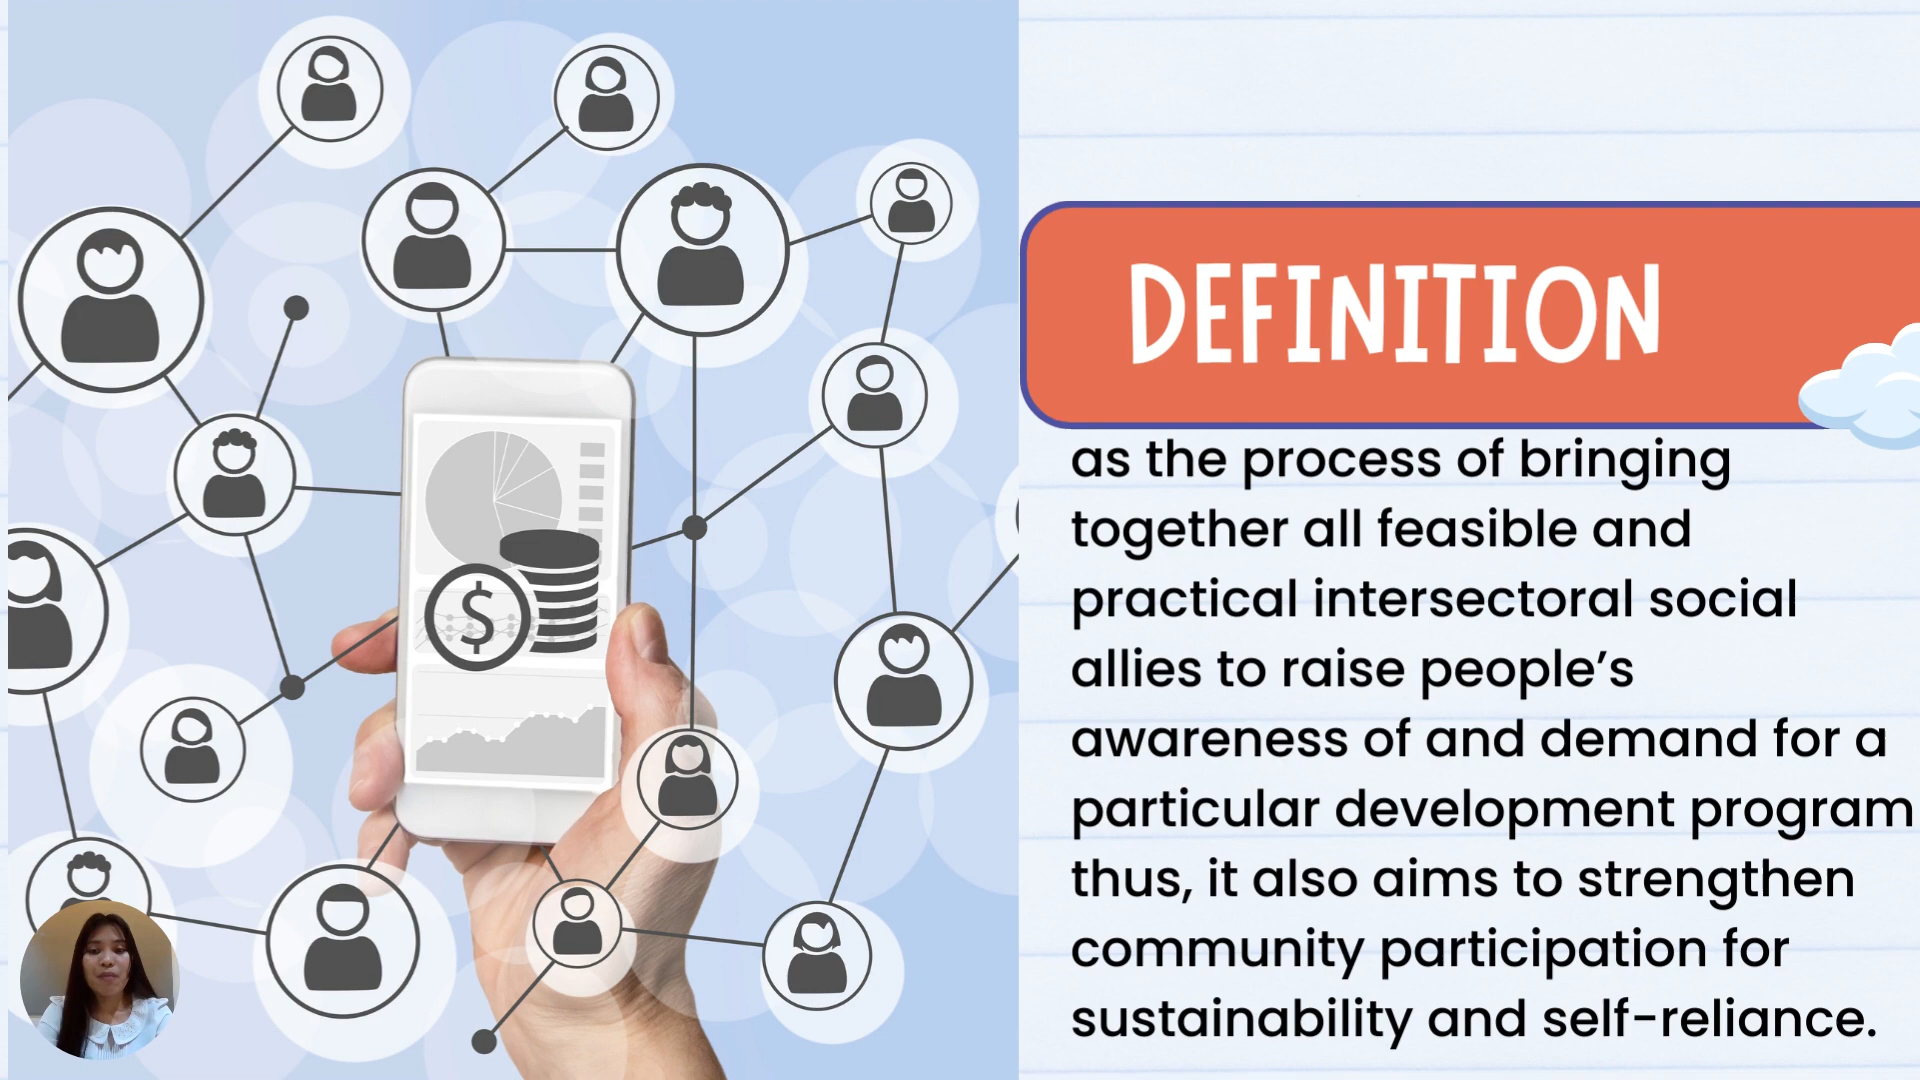 DEFINITION
as the process of bringing
together all feasible and
practical intersectoral social
allies to raise people’s
awareness of and demand for a
particular development program
thus, it also aims to strengthen
community participation for
sustainability and self-reliance.
$